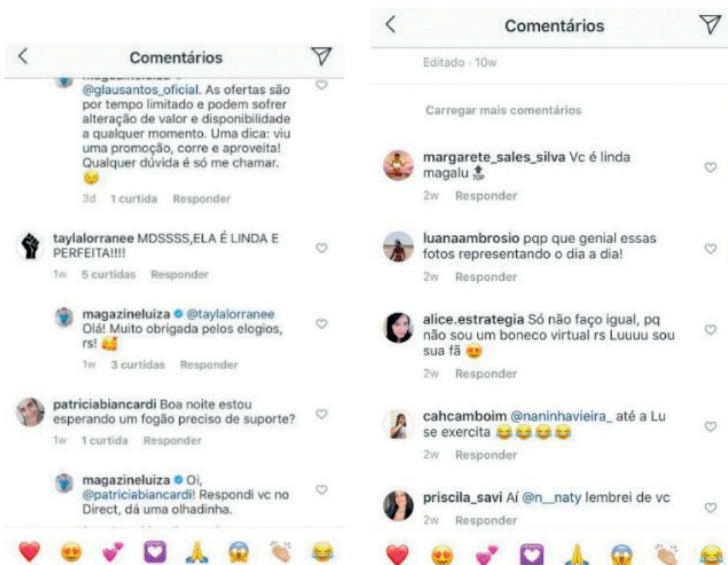 Comentários
@glausantos_oficial. As ofertas são
por tempo limitado e podem sofrer
alteração de valor e disponibilidade
a qualquer momento. Uma dica: viu
uma promoção, corre e aproveita!
Qualquer dúvida é só me chamar.
😉
3d 1 curtida Responder
taylalorranee MDSSSS,ELA É LINDA E
PERFEITA!!!!
1w 5 curtidas Responder
magazineluiza @taylalorranee
Olá! Muito obrigada pelos elogios,
rs! 🥰
1w 3 curtidas Responder
patriciabiancardi Boa noite estou
esperando um fogão preciso de suporte?
1w 1 curtida Responder
magazineluiza Oi,
@patriciabiancardi! Respondi vc no
Direct, dá uma olhadinha.
Comentários
Editado · 10w
Carregar mais comentários
margarete_sales_silva Vc é linda
magalu 🔝
2w Responder
luanaambrosio pqp que genial essas
fotos representando o dia a dia!
2w Responder
alice.estrategia Só não faço igual, pq
não sou um boneco virtual rs Luuuu sou
sua fã 😍
2w Responder
cahcamboim @naninhavieira_ até a Lu
se exercita 😂😂😂😂
2w Responder
priscila_savi Aí @n__naty lembrei de vc
2w Responder